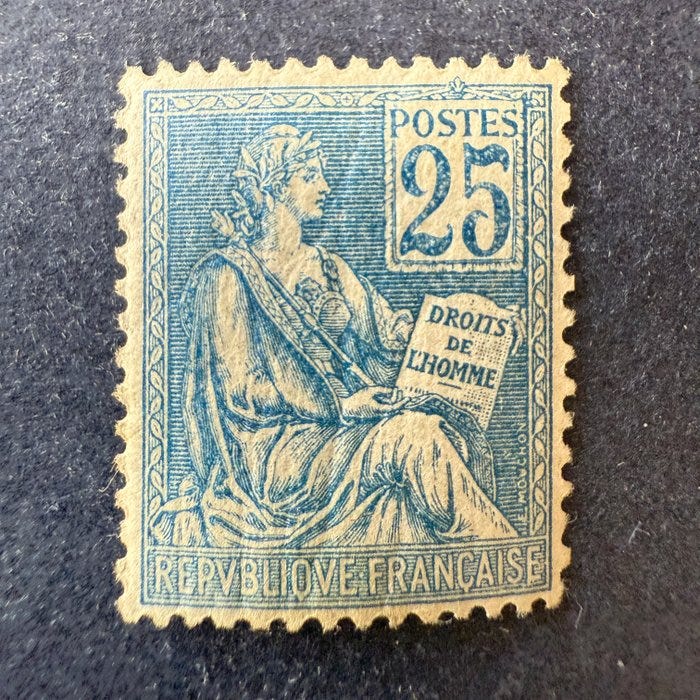 POSTES
25
DROITS
DE
L'HOMME
REPVBLIQVE·FRANÇAISE